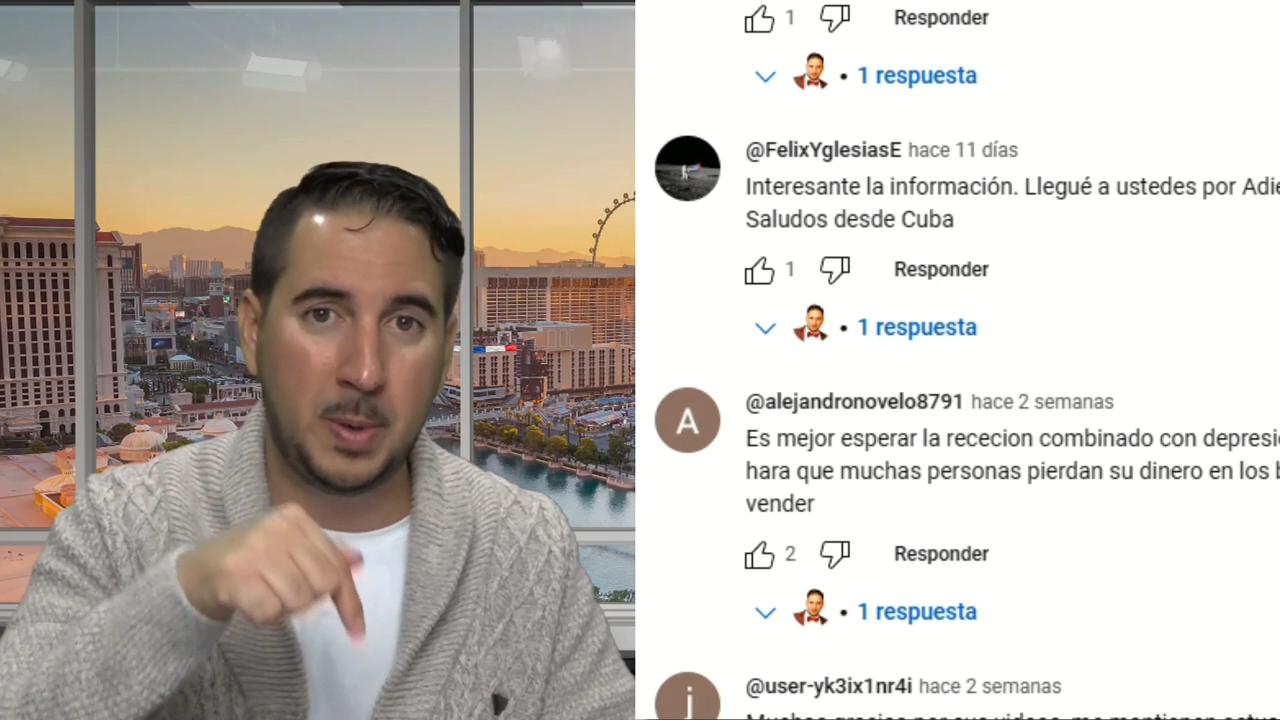 1 Responder
• 1 respuesta
@FelixYglesiasE hace 11 días
Interesante la información. Llegué a ustedes por
Saludos desde Cuba
1 Responder
• 1 respuesta
@alejandronovelo8791 hace 2 semanas
A
Es mejor esperar la rececion combinado con
hara que muchas personas pierdan su dinero en los
vender
2 Responder
• 1 respuesta
@user-yk3ix1nr4i hace 2 semanas
j